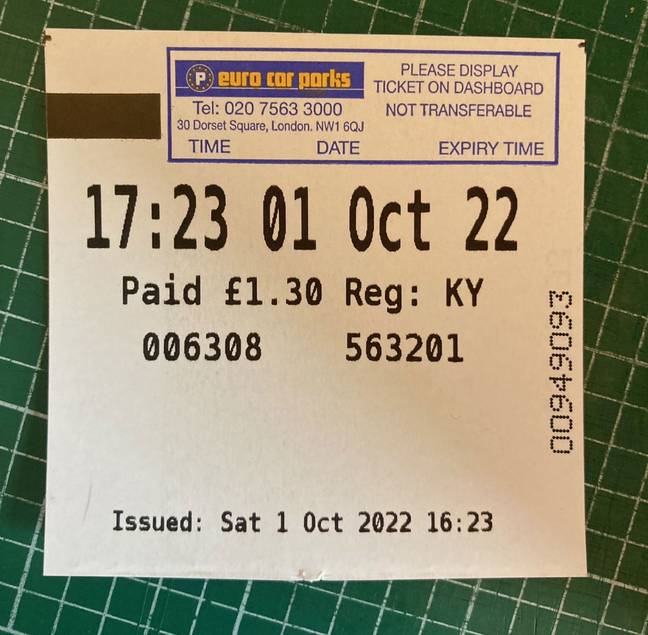 P euro car parks
Tel: 020 7563 3000
30 Dorset Square, London. NW1 6QJ
PLEASE DISPLAY
TICKET ON DASHBOARD
NOT TRANSFERABLE
TIME DATE EXPIRY TIME
17:23 01 Oct 22
Paid £1.30 Reg: KY
006308 563201
00949093
Issued: Sat 1 Oct 2022 16:23